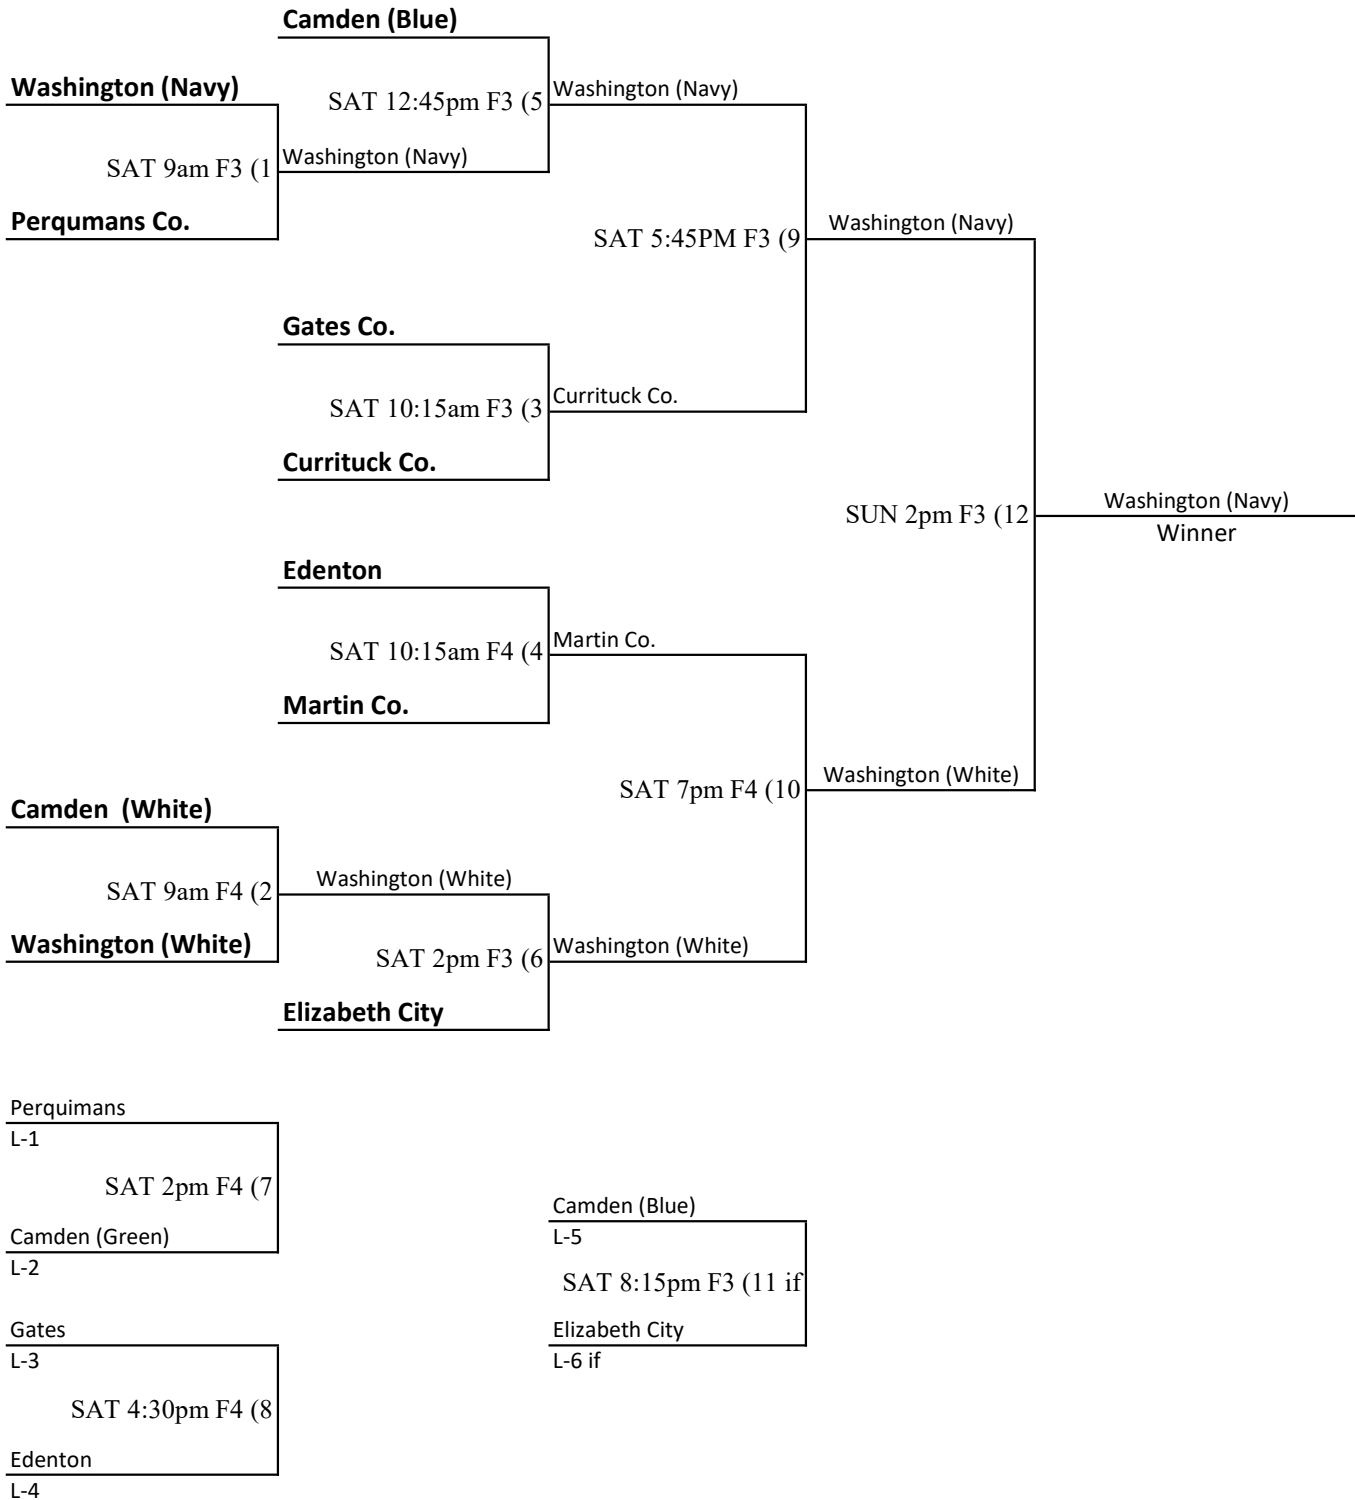 Camden (Blue)
Washington (Navy)
SAT 12:45pm F3 (5
Washington (Navy)
SAT 9am F3 (1
Washington (Navy)
Perqumans Co.
SAT 5:45PM F3 (9
Washington (Navy)
Gates Co.
SAT 10:15am F3 (3
Currituck Co.
Currituck Co.
SUN 2pm F3 (12
Washington (Navy)
Winner
Edenton
SAT 10:15am F4 (4
Martin Co.
Martin Co.
SAT 7pm F4 (10
Washington (White)
Camden  (White)
SAT 9am F4 (2
Washington (White)
Washington (White)
SAT 2pm F3 (6
Washington (White)
Elizabeth City
Perquimans
L-1
SAT 2pm F4 (7
Camden (Green)
L-2
Camden (Blue)
L-5
SAT 8:15pm F3 (11 if
Elizabeth City
L-6 if
Gates
L-3
SAT 4:30pm F4 (8
Edenton
L-4